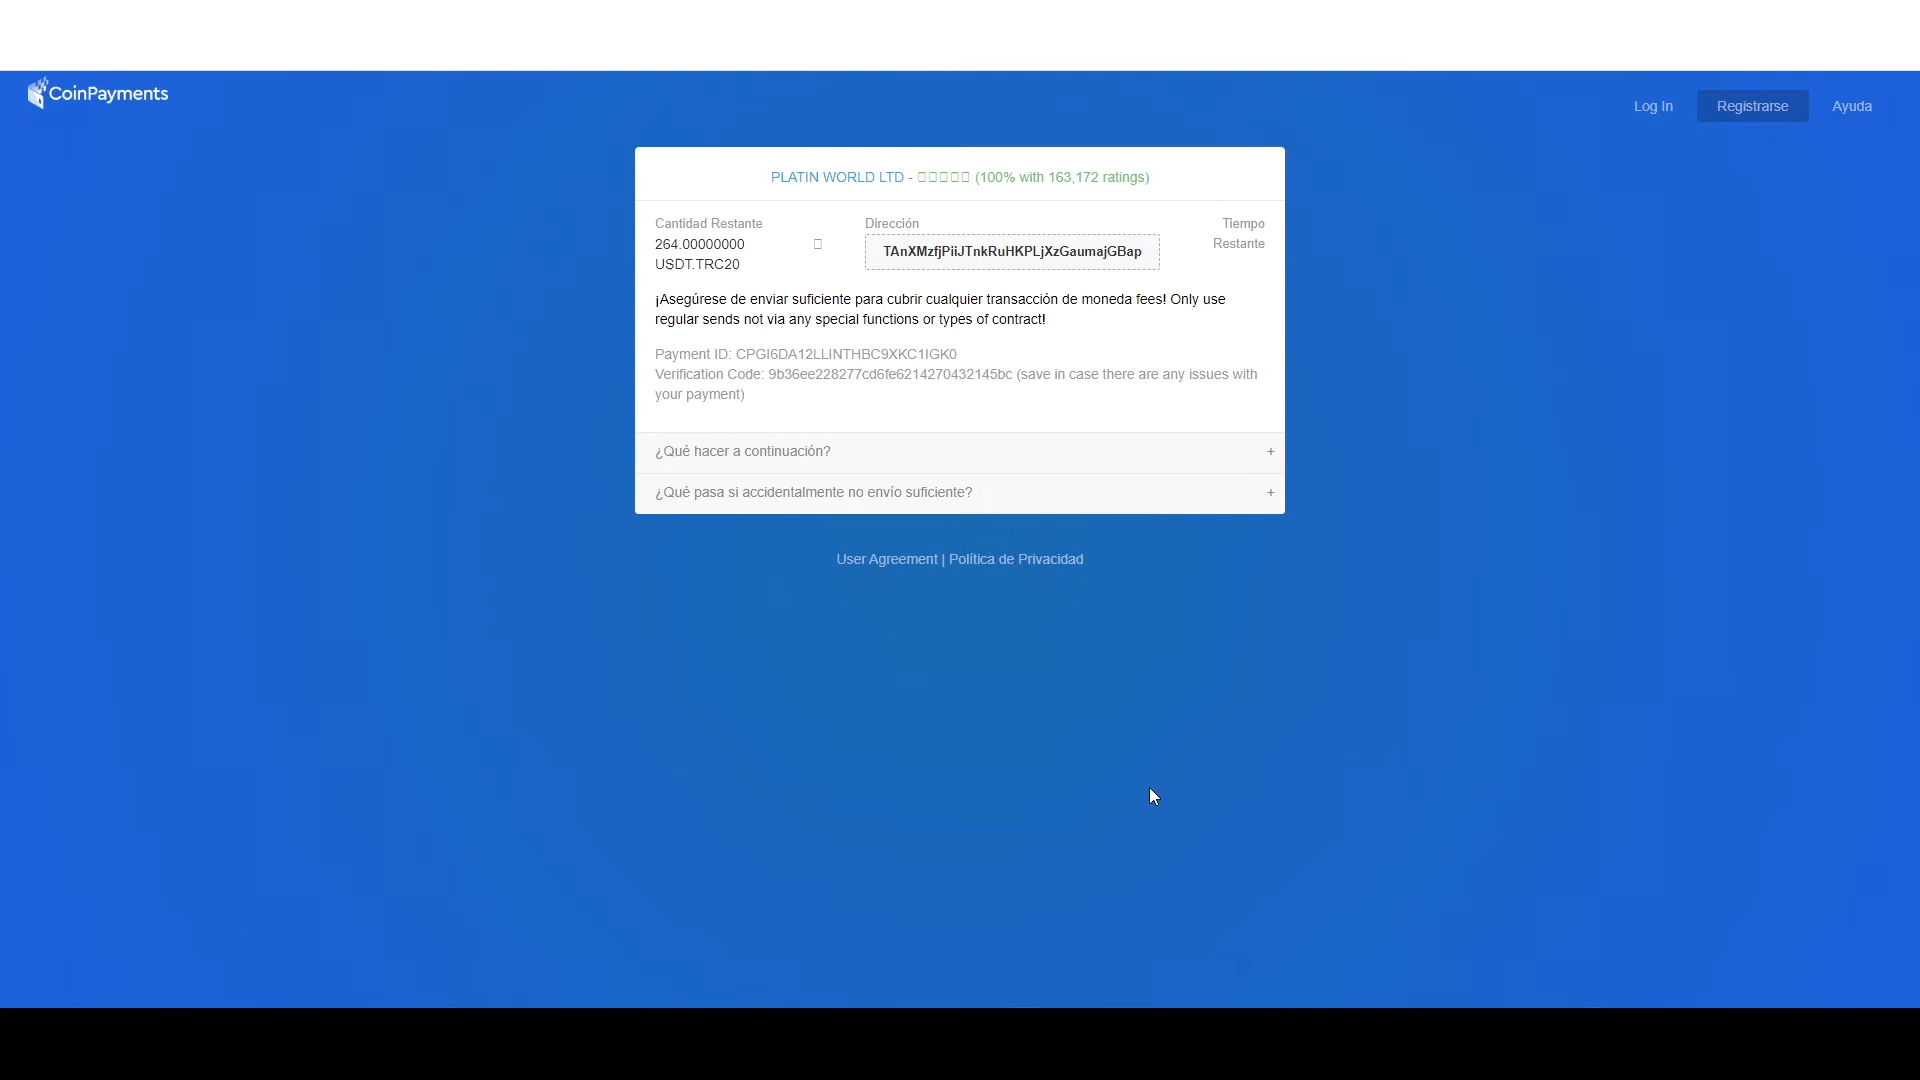 CoinPayments
Log In
Registrarse
Ayuda
PLATIN WORLD LTD - (100% with 163,172 ratings)
Cantidad Restante
264.00000000
USDT.TRC20
Dirección
TAnXMzfjPiiJTnkRuHKPLjXzGaumajGBap
Tiempo
Restante
¡Asegúrese de enviar suficiente para cubrir cualquier transacción de moneda fees! Only use
regular sends not via any special functions or types of contract!
Payment ID: CPGI6DA12LLINTHBC9XKC1IGK0
Verification Code: 9b36ee228277cd6fe6214270432145bc (save in case there are any issues with
your payment)
¿Qué hacer a continuación? +
¿Qué pasa si accidentalmente no envío suficiente? +
User Agreement | Política de Privacidad